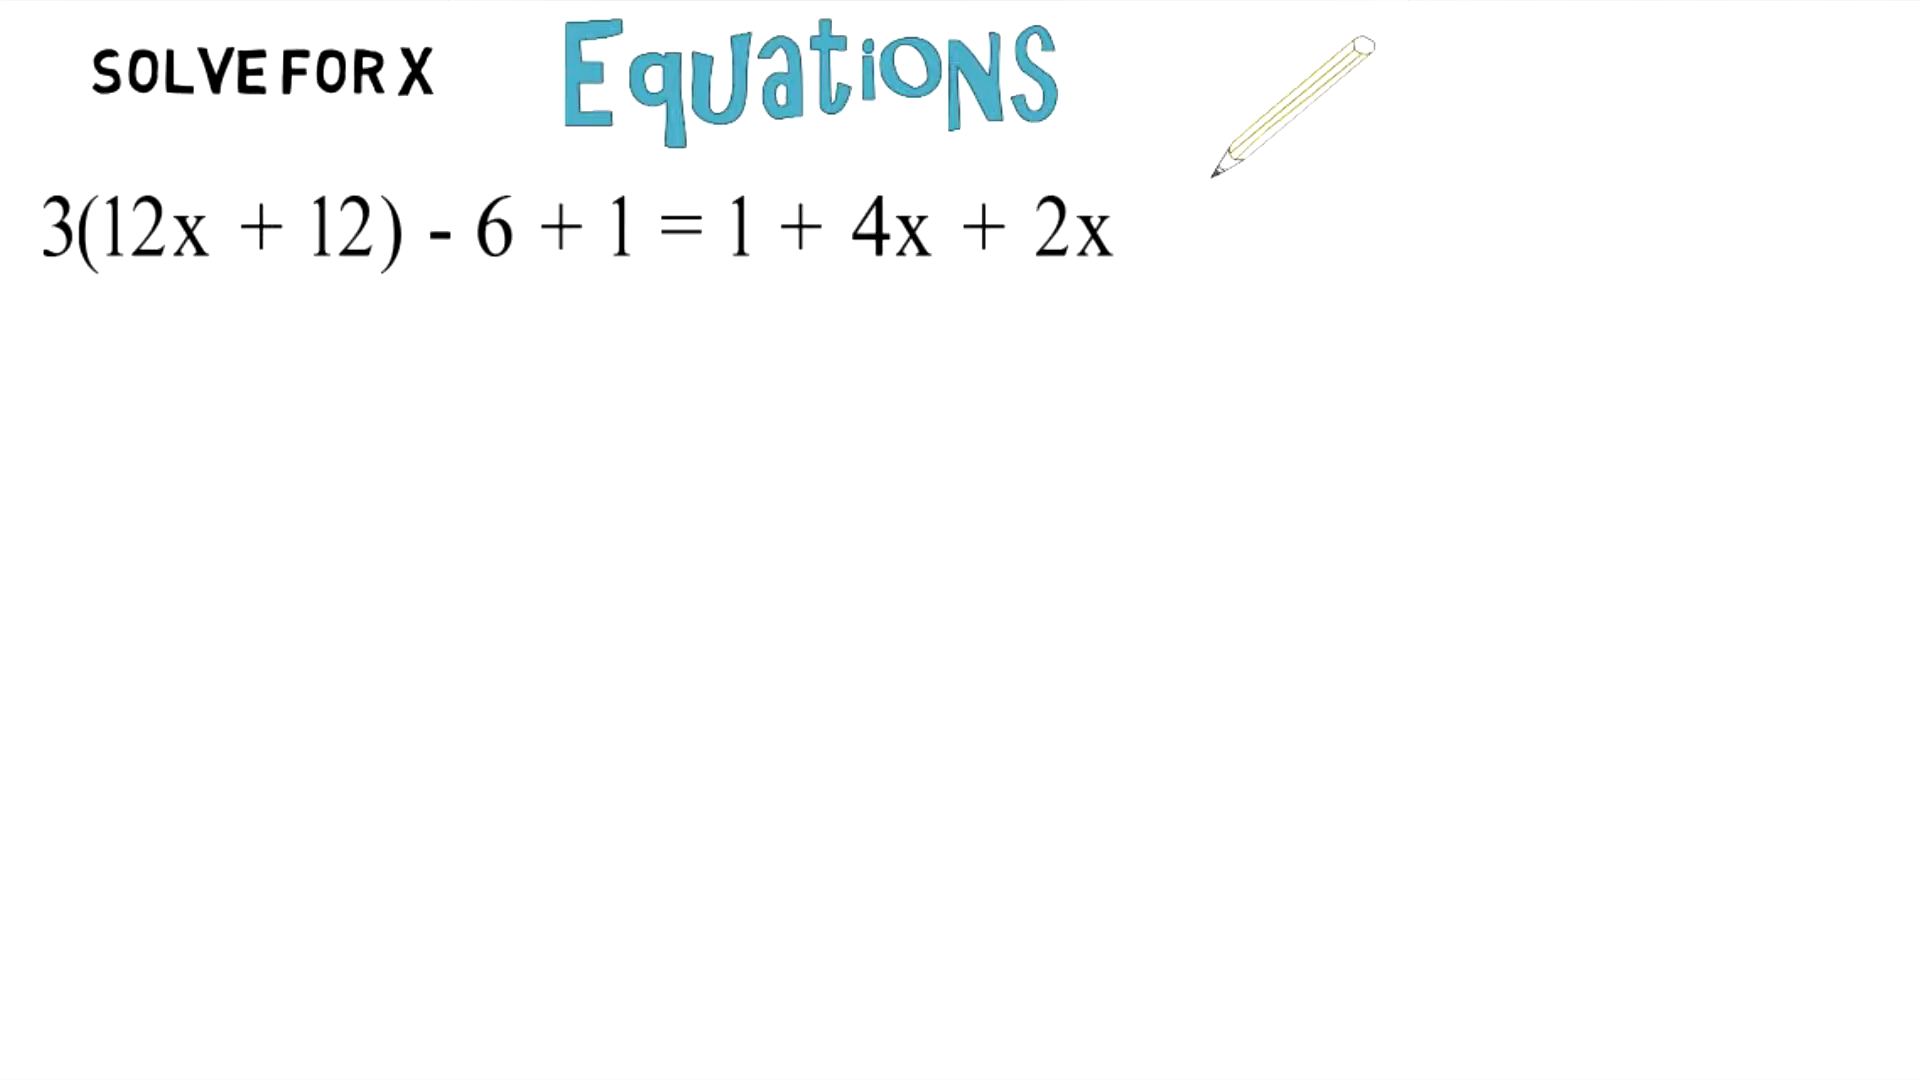 SOLVE FOR X
EquatioNS
3(12x + 12) - 6 + 1 = 1 + 4x + 2x